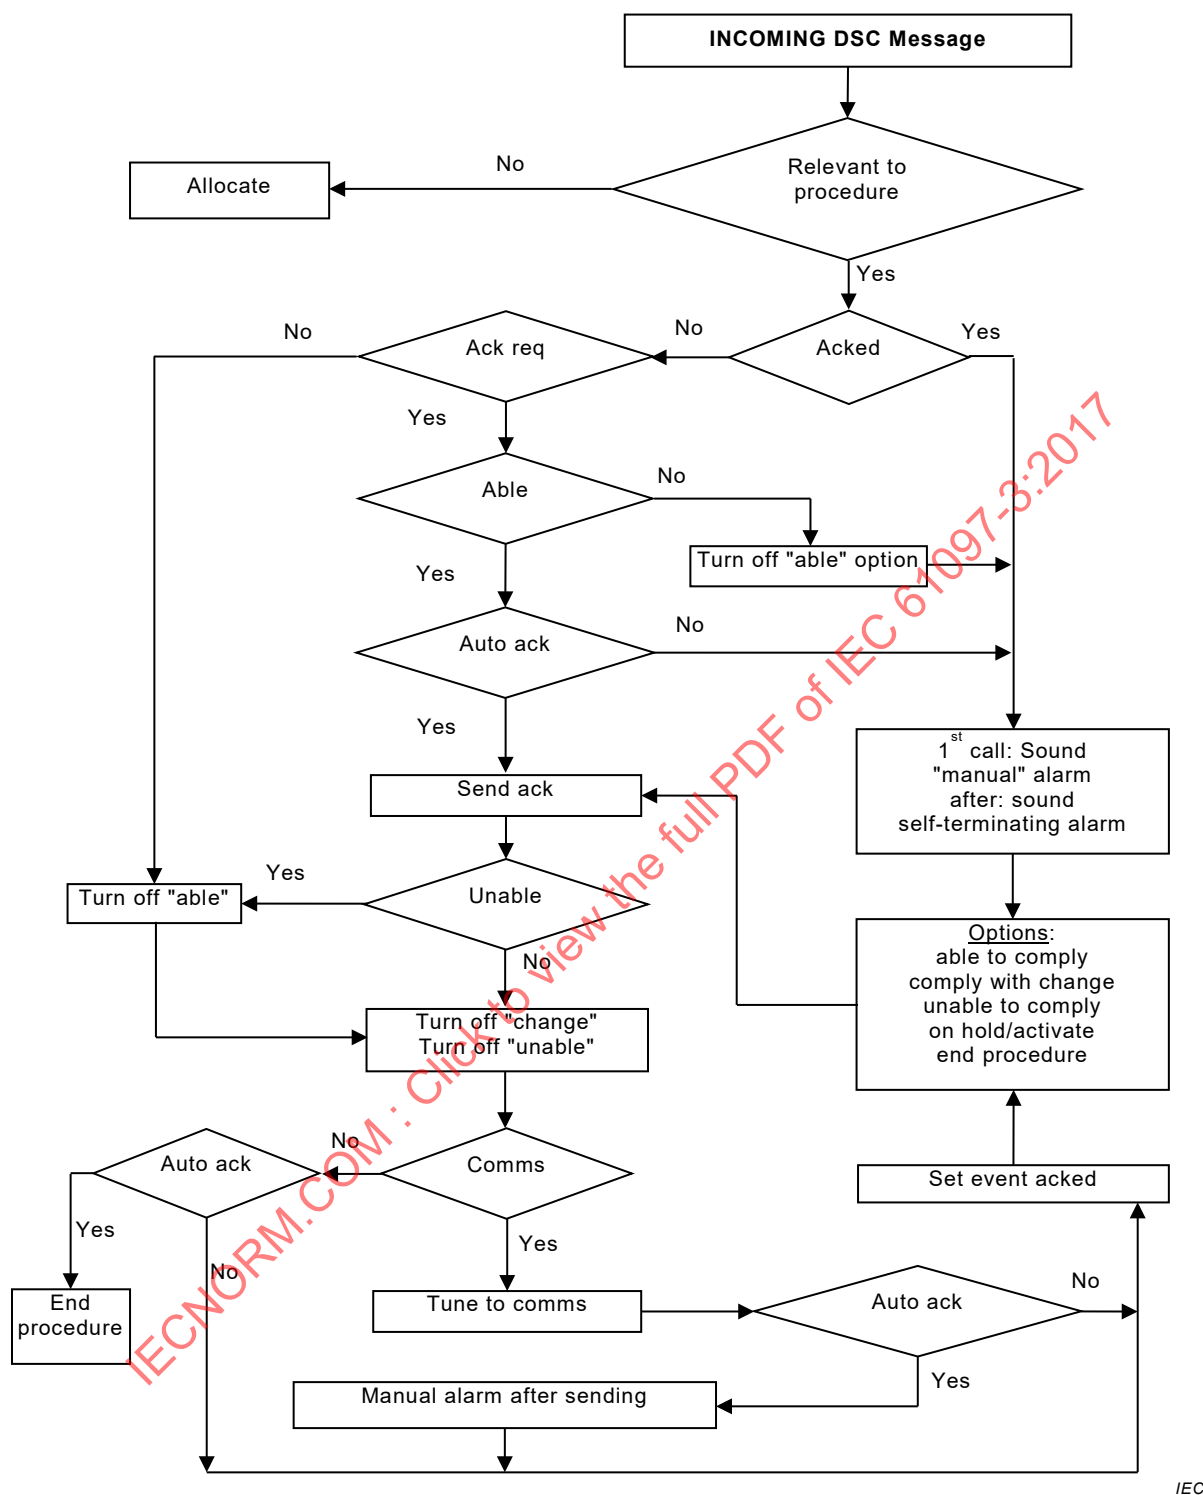 INCOMING DSC Message
Relevant to
procedure
No
Allocate
Yes
Acked
No
Yes
Ack req
No
Yes
Able
No
Turn off "able" option
Yes
Auto ack
No
Yes
1st call: Sound
"manual" alarm
after: sound
self-terminating alarm
Send ack
Unable
Yes
Turn off "able"
No
Options:
able to comply
comply with change
unable to comply
on hold/activate
end procedure
Turn off "change"
Turn off "unable"
Comms
No
Auto ack
Yes
No
Set event acked
Yes
End
procedure
Tune to comms
Auto ack
No
Yes
Manual alarm after sending
IECNORM.COM : Click to view the full PDF of IEC 61097-3:2017
IEC